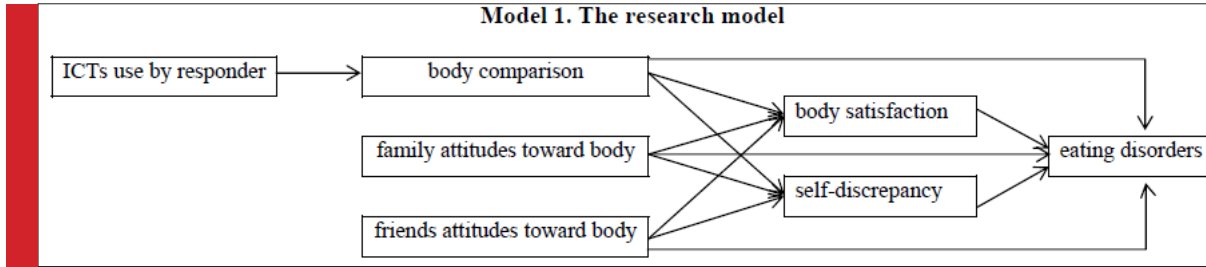 Model 1. The research model
ICTs use by responder
body comparison
body satisfaction
family attitudes toward body
eating disorders
self-discrepancy
friends attitudes toward body